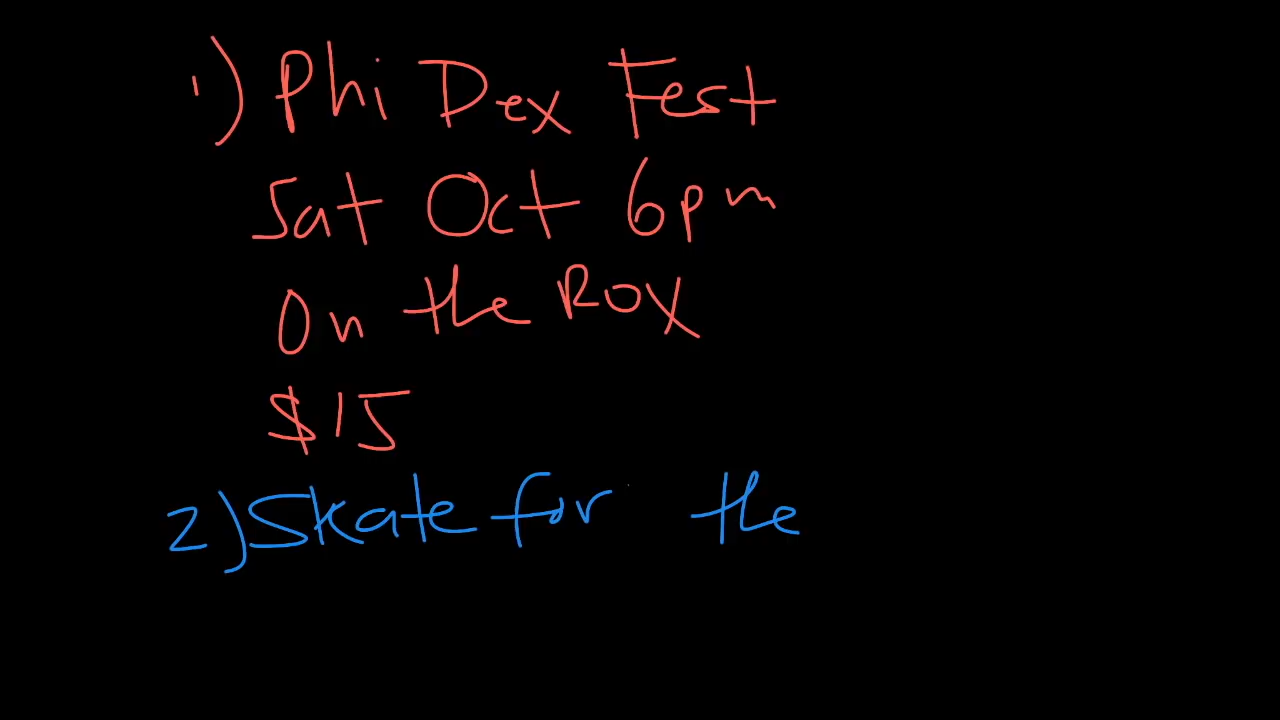 1) Phi Dex Fest
Sat Oct 6pm
On the ROX
$15
2) Skate for the